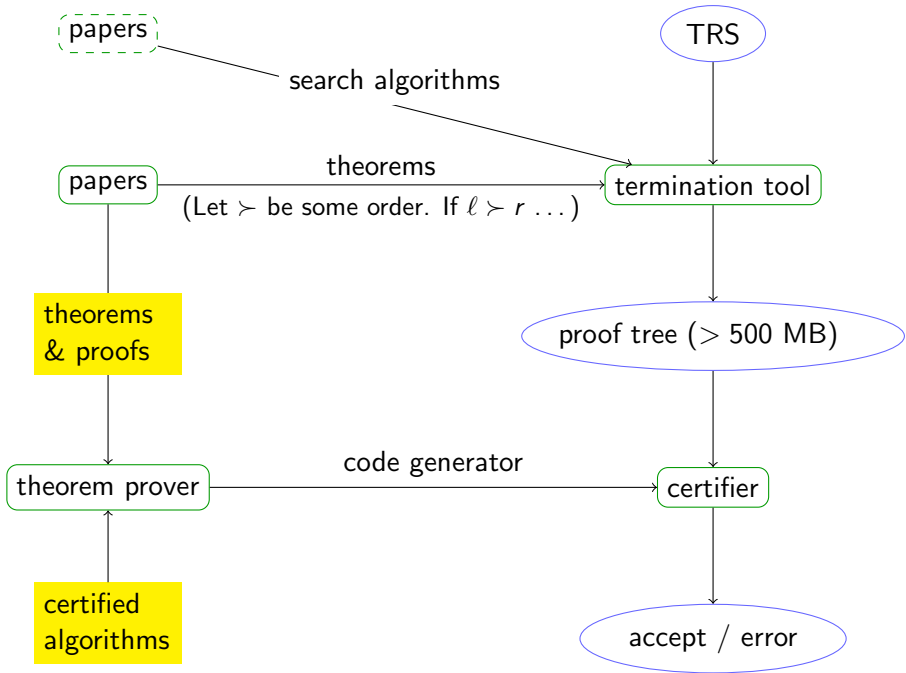 papers
TRS
search algorithms
papers
theorems
(Let ≻ be some order. If ℓ ≻ r …)
termination tool
theorems
& proofs
proof tree (> 500 MB)
theorem prover
code generator
certifier
certified
algorithms
accept / error